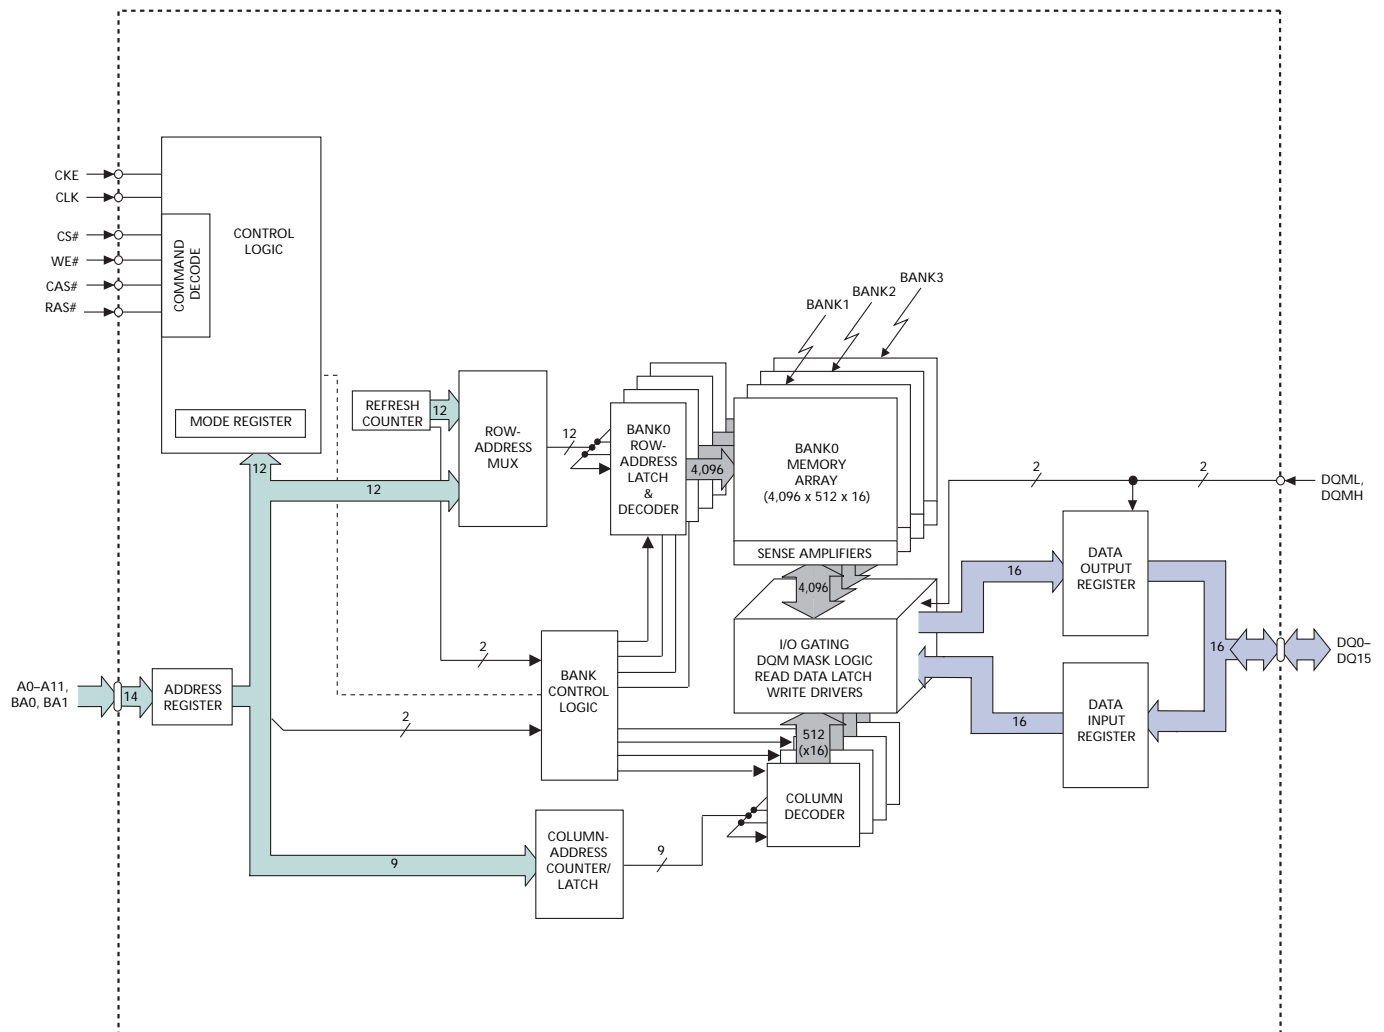 CKE
CLK
CS#
WE#
CAS#
RAS#
COMMAND
DECODE
CONTROL
LOGIC
MODE REGISTER
12
REFRESH
COUNTER
12
12
ROW-
ADDRESS
MUX
12
BANK0
ROW-
ADDRESS
LATCH
&
DECODER
4,096
BANK1
BANK2
BANK3
BANK0
MEMORY
ARRAY
(4,096 x 512 x 16)
SENSE AMPLIFIERS
4,096
I/O GATING
DQM MASK LOGIC
READ DATA LATCH
WRITE DRIVERS
2
2
DQML,
DQMH
DATA
OUTPUT
REGISTER
16
16
DQ0–
DQ15
DATA
INPUT
REGISTER
16
A0–A11,
BA0, BA1
14
ADDRESS
REGISTER
2
2
BANK
CONTROL
LOGIC
512
(x16)
COLUMN
DECODER
9
COLUMN-
ADDRESS
COUNTER/
LATCH
9